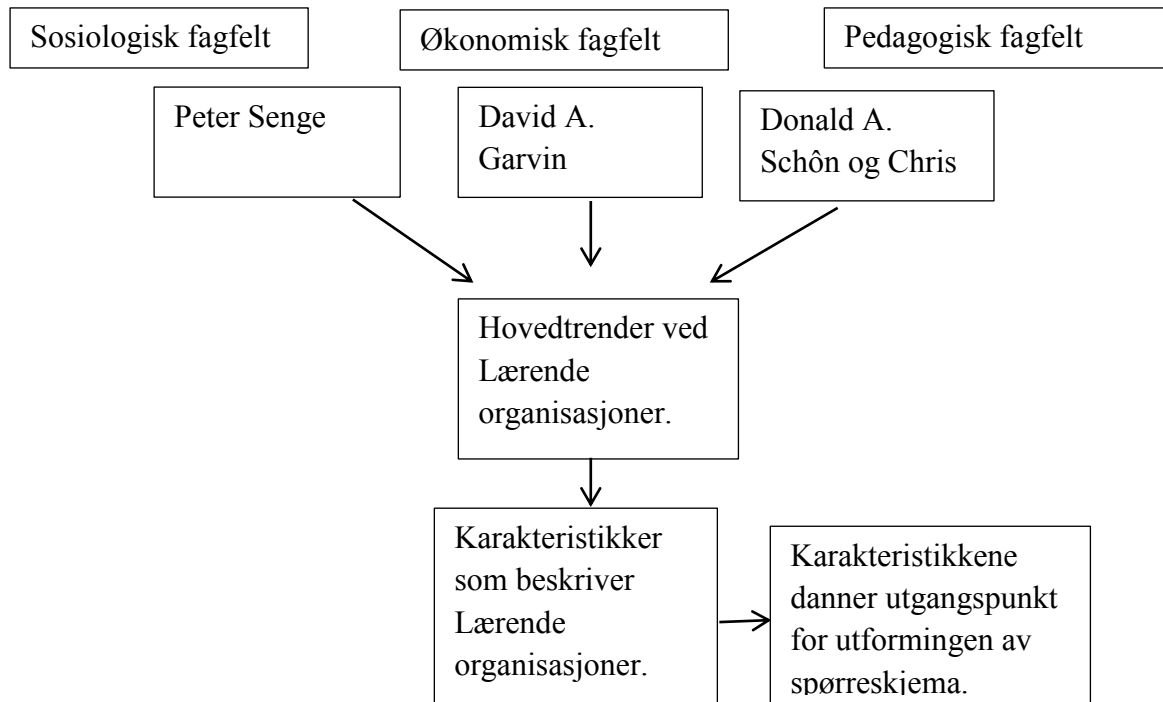 Sosiologisk fagfelt
Økonomisk fagfelt
Pedagogisk fagfelt
Peter Senge
David A.
Garvin
Donald A.
Schôn og Chris
Hovedtrender ved
Lærende
organisasjoner.
Karakteristikker
som beskriver
Lærende
organisasjoner.
Karakteristikkene
danner utgangspunkt
for utformingen av
spørreskjema.